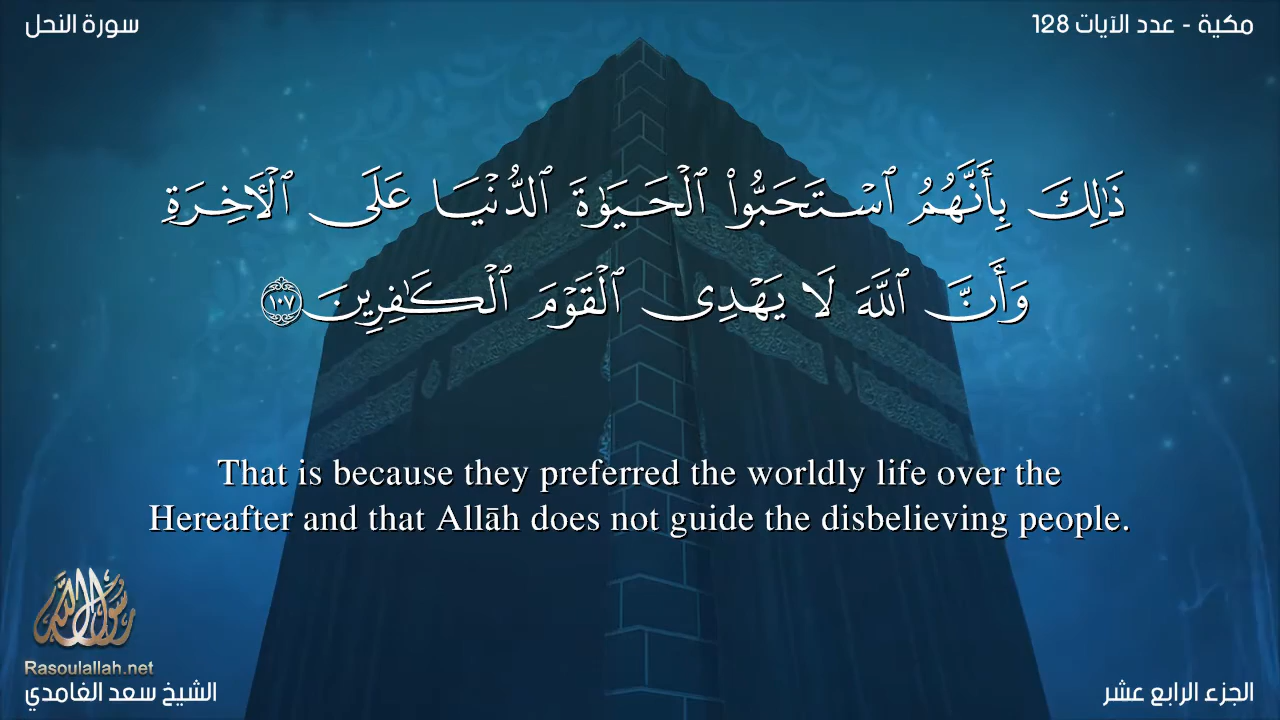 مكية - عدد الآيات 128
سورة النحل
ذَٰلِكَ بِأَنَّهُمُ ٱسْتَحَبُّوا۟ ٱلْحَيَوٰةَ ٱلدُّنْيَا عَلَى ٱلْـَٔاخِرَةِ
وَأَنَّ ٱللَّهَ لَا يَهْدِى ٱلْقَوْمَ ٱلْكَـٰفِرِينَ ١٠٧
That is because they preferred the worldly life over the
Hereafter and that Allāh does not guide the disbelieving people.
رسول الله
Rasoulallah.net
الشيخ سعد الغامدي
الجزء الرابع عشر